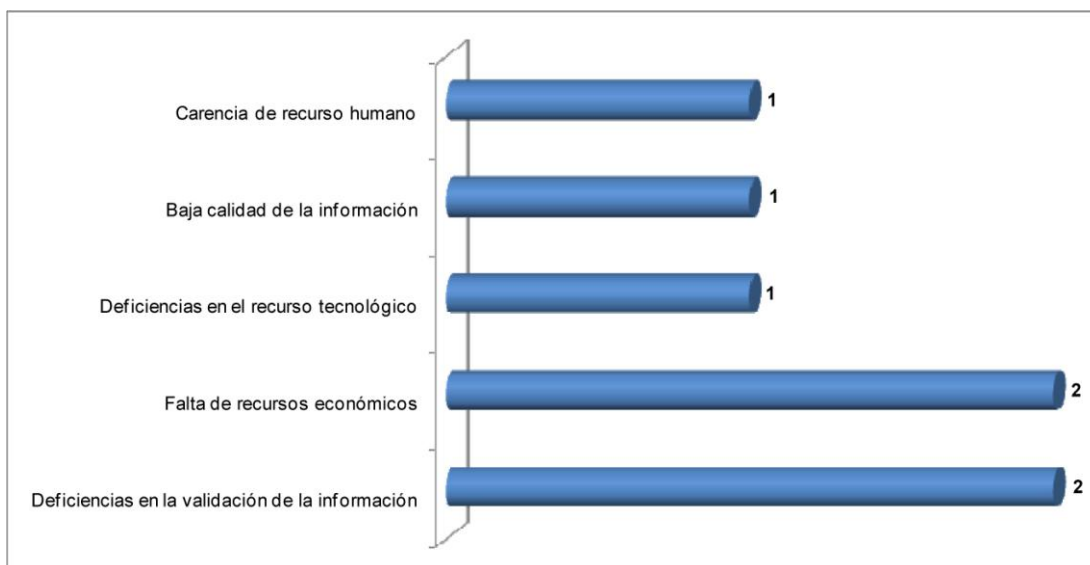 Carencia de recurso humano 1
Baja calidad de la información 1
Deficiencias en el recurso tecnológico 1
Falta de recursos económicos 2
Deficiencias en la validación de la información 2